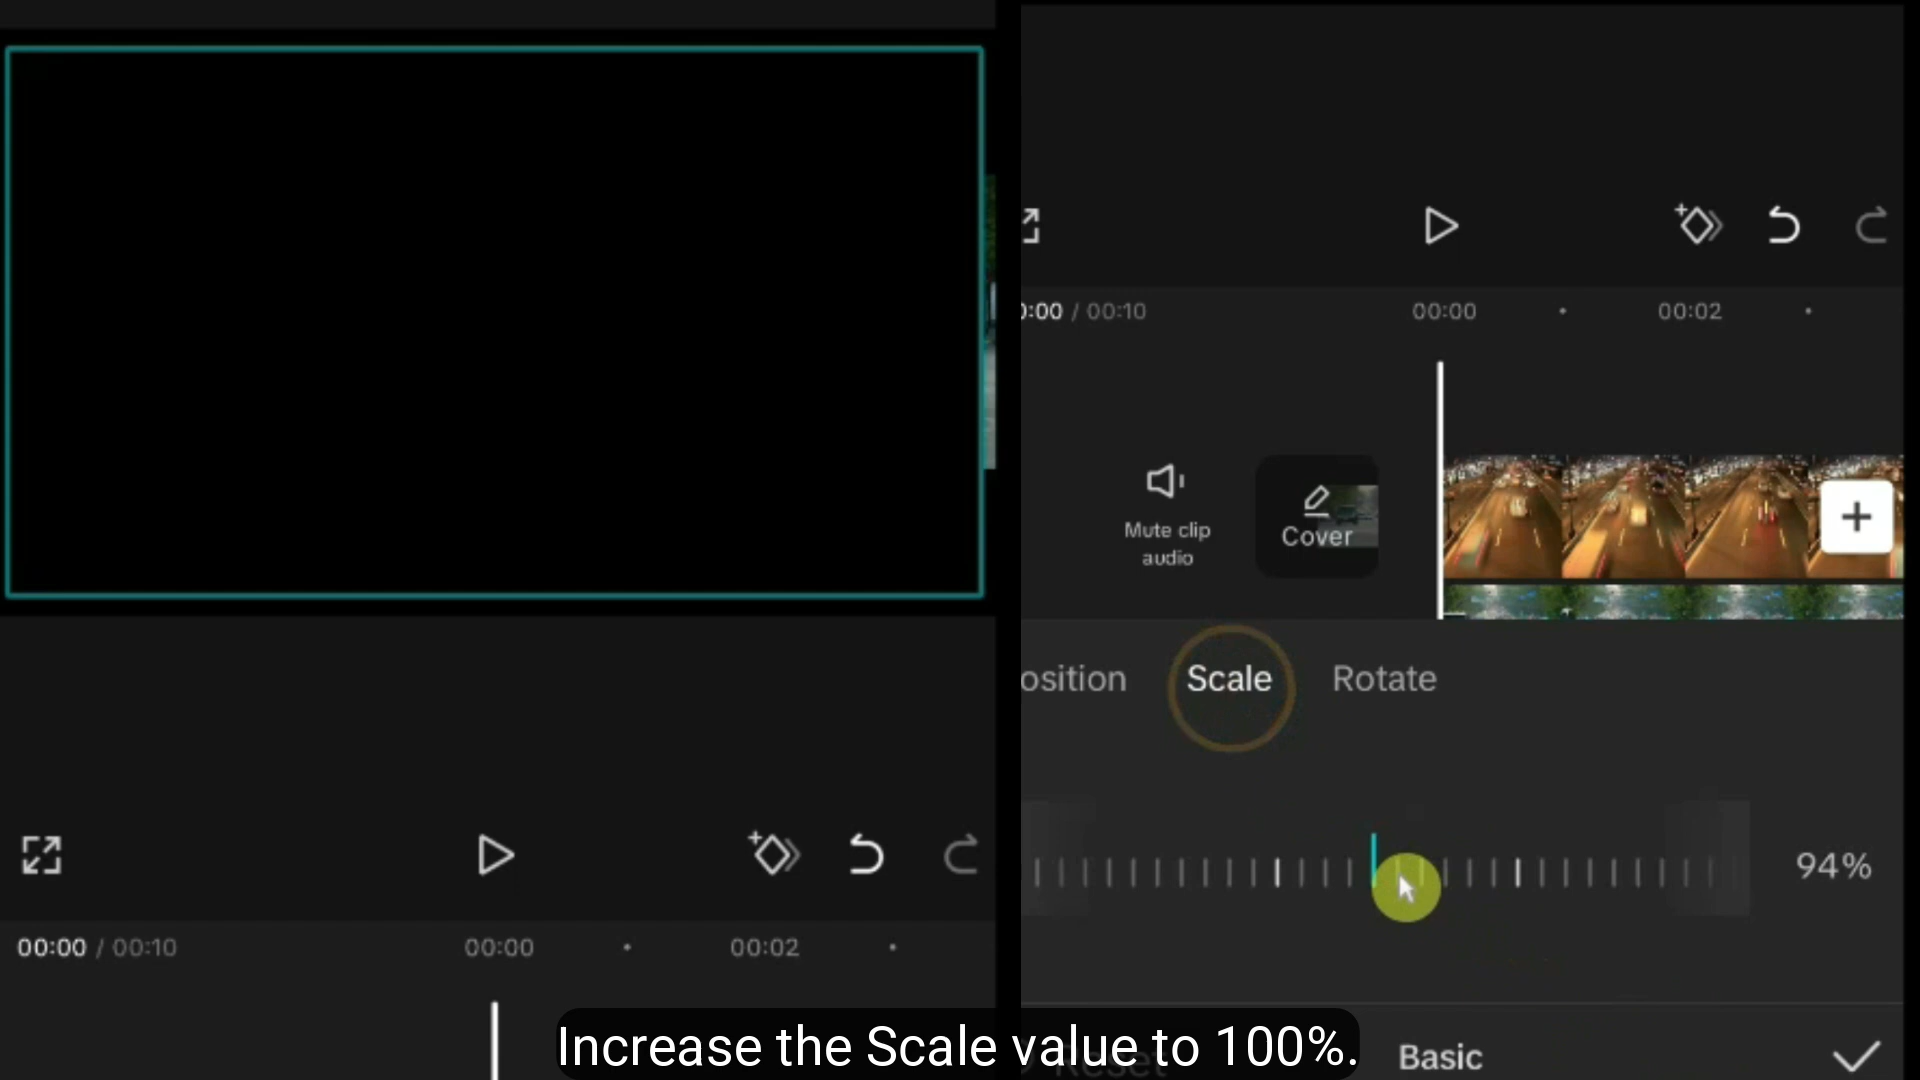 00:00 / 00:10
00:00
00:02
:00 / 00:10
00:00
00:02
Mute clip
audio
Cover
osition
Scale
Rotate
94%
Reset
Basic
Increase the Scale value to 100%.